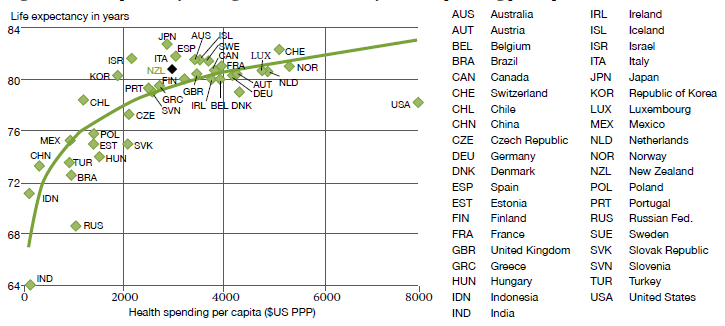 Life expectancy in years
84
80
76
72
68
64
0
2000
4000
6000
8000
Health spending per capita ($US PPP)
JPN
AUS
ISL
ESP
SWE
ITA
CAN
LUX
CHE
ISR
NZL
FRA
NOR
KOR
FIN
AUT
NLD
PRT
GBR
DEU
GRC
IRL
BEL
DNK
CHL
SVN
USA
CZE
MEX
POL
EST
SVK
CHN
TUR
HUN
BRA
IDN
RUS
IND
AUS Australia
AUT Austria
BEL Belgium
BRA Brazil
CAN Canada
CHE Switzerland
CHL Chile
CHN China
CZE Czech Republic
DEU Germany
DNK Denmark
ESP Spain
EST Estonia
FIN Finland
FRA France
GBR United Kingdom
GRC Greece
HUN Hungary
IDN Indonesia
IND India
IRL Ireland
ISL Iceland
ISR Israel
ITA Italy
JPN Japan
KOR Republic of Korea
LUX Luxembourg
MEX Mexico
NLD Netherlands
NOR Norway
NZL New Zealand
POL Poland
PRT Portugal
RUS Russian Fed.
SUE Sweden
SVK Slovak Republic
SVN Slovenia
TUR Turkey
USA United States